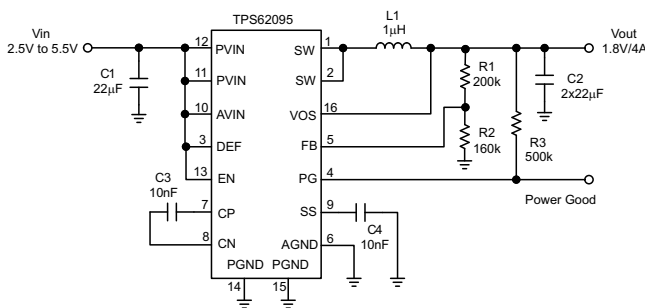 TPS62095
Vin
2.5V to 5.5V
C1
22µF
12
PVIN
11
PVIN
10
AVIN
3
DEF
13
EN
C3
10nF
7
CP
8
CN
PGND
PGND
14
15
SW
1
SW
2
VOS
16
FB
5
PG
4
SS
9
AGND
6
C4
10nF
L1
1µH
R1
200k
R2
160k
R3
500k
C2
2x22µF
Vout
1.8V/4A
Power Good